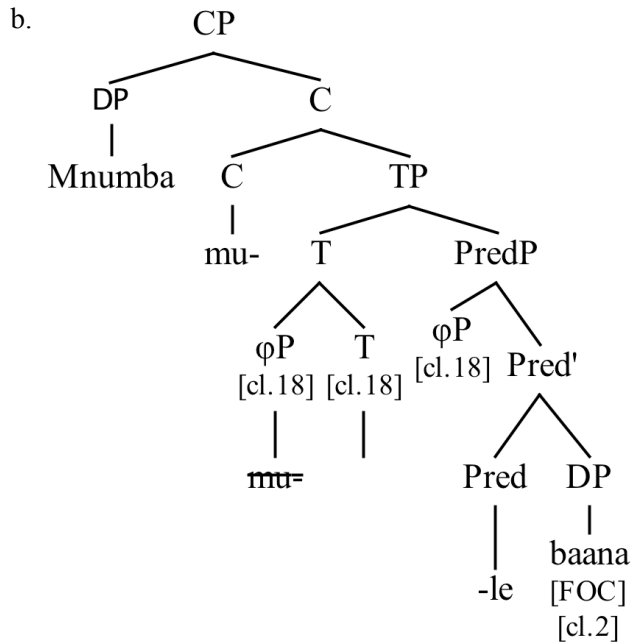 b.
CP
DP C
Mnumba C TP
mu- T PredP
φP T φP
[cl.18] [cl.18] [cl.18] Pred'
mu- Pred DP
-le baana
[FOC]
[cl.2]